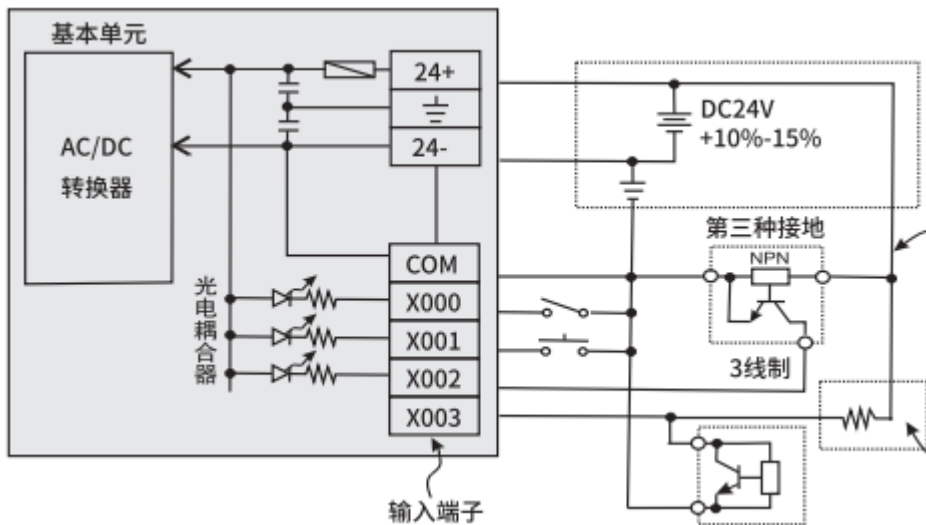 基本单元
AC/DC
转换器
24+
24-
DC24V
+10%-15%
第三种接地
NPN
COM
X000
X001
X002
X003
光电耦合器
3线制
输入端子